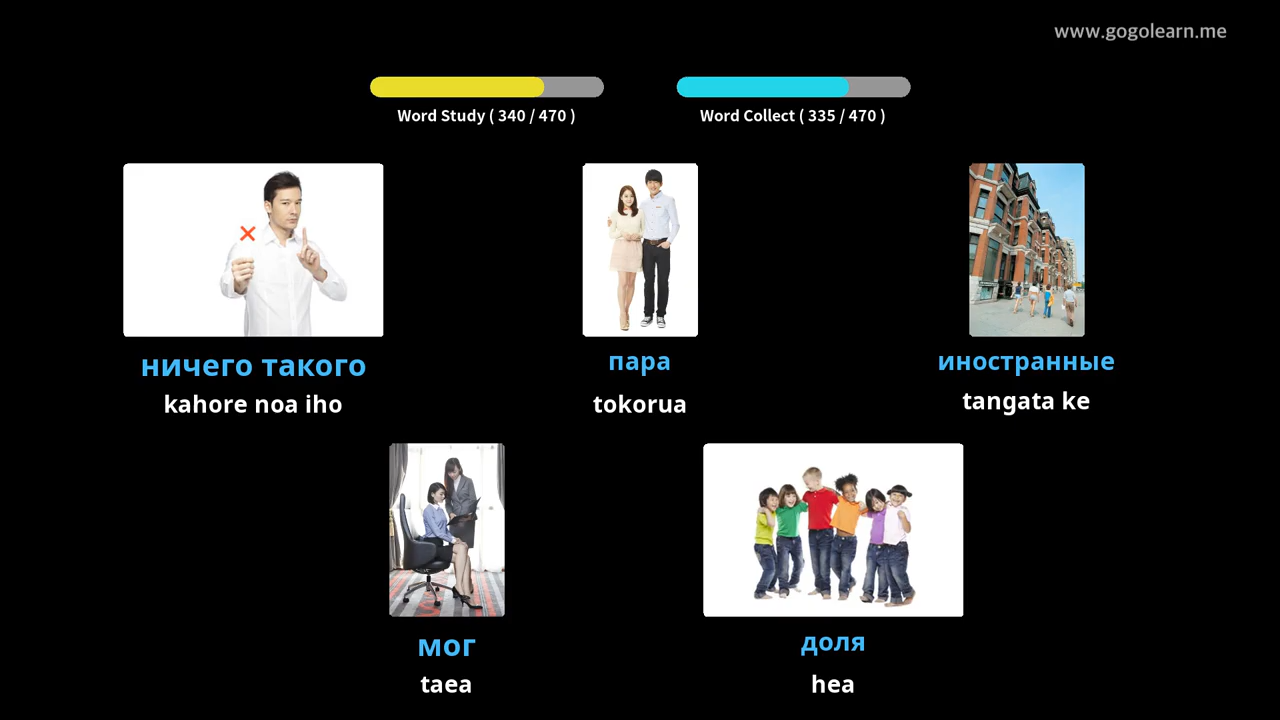 www.gogolearn.me
Word Study ( 340 / 470 )
Word Collect ( 335 / 470 )
ничего такого
kahore noa iho
пара
tokorua
иностранные
tangata ke
мог
taea
доля
hea